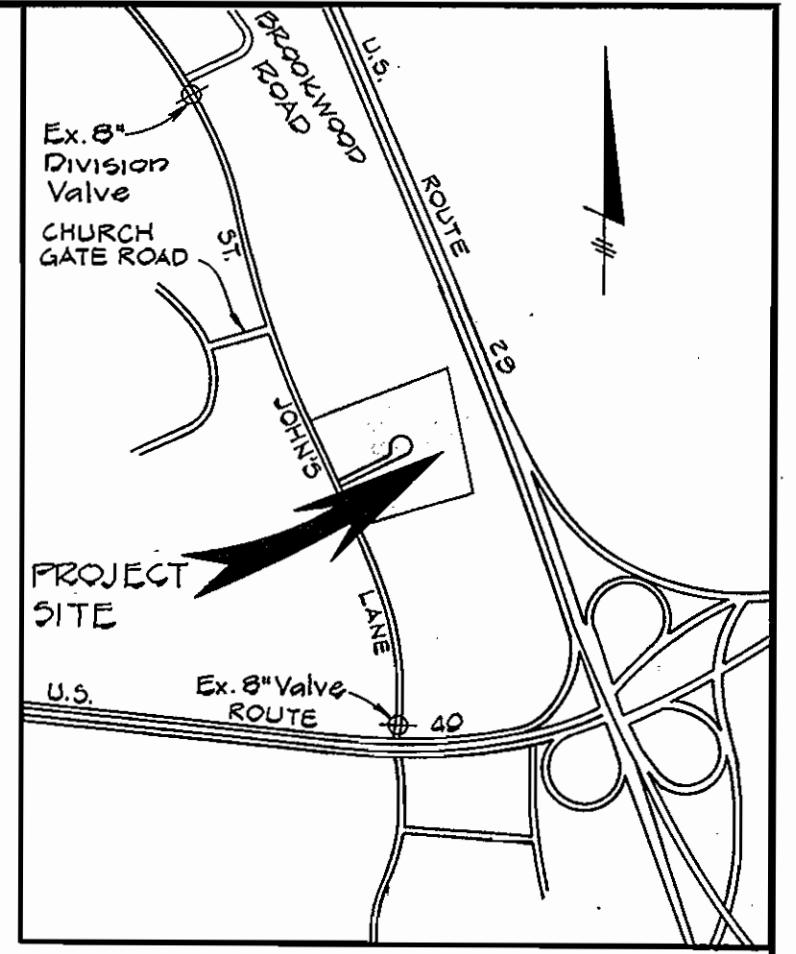 BROOKWOOD
ROAD
U.S.
ROUTE
29
Ex. 8"
Division
Valve
CHURCH
GATE ROAD
ST.
JOHN'S
LANE
PROJECT
SITE
Ex. 8" Valve
U.S.
ROUTE
40